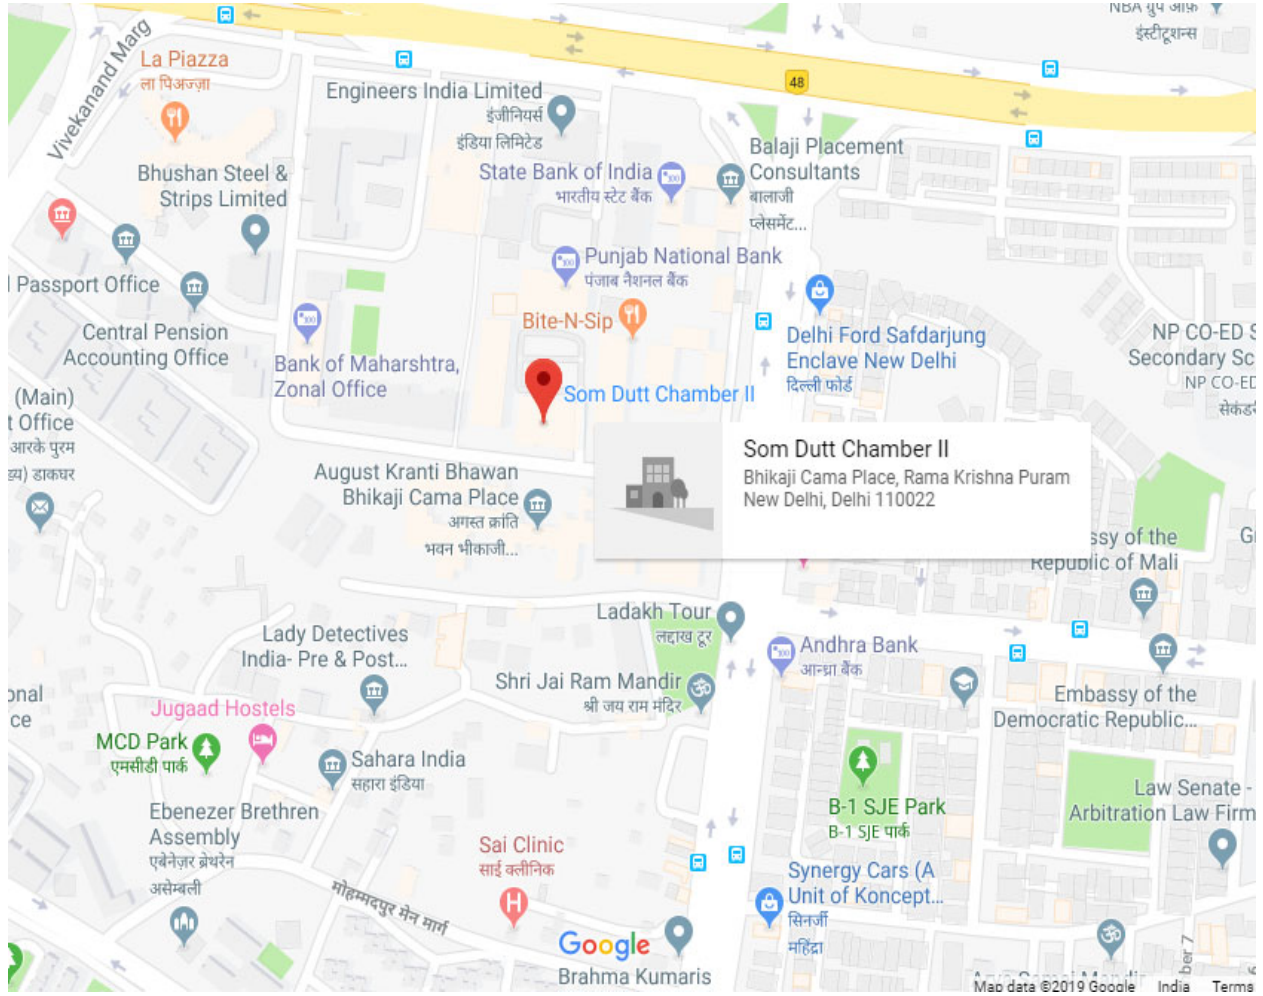 NBA ग्रुप ऑफ़
इंस्टीटूशन्स
Vivekanand Marg
La Piazza
ला पिअज़्ज़ा
48
Engineers India Limited
इंजीनियर्स
इंडिया लिमिटेड
Balaji Placement
Consultants
बालाजी
प्लेसमेंट...
State Bank of India
भारतीय स्टेट बैंक
Bhushan Steel &
Strips Limited
Punjab National Bank
पंजाब नैशनल बैंक
Passport Office
Bite-N-Sip
Central Pension
Accounting Office
Delhi Ford Safdarjung
Enclave New Delhi
दिल्ली फोर्ड
NP CO-ED S
Secondary Sc
NP CO-ED
Bank of Maharshtra,
Zonal Office
Som Dutt Chamber II
(Main)
t Office
आरके पुरम
डाकघर
Som Dutt Chamber II
Bhikaji Cama Place, Rama Krishna Puram
New Delhi, Delhi 110022
August Kranti Bhawan
Bhikaji Cama Place
अगस्त क्रांति
भवन भीकाजी...
ssy of the
Republic of Mali
Ladakh Tour
लद्दाख टूर
Lady Detectives
India- Pre & Post...
Andhra Bank
आन्ध्रा बैंक
Shri Jai Ram Mandir
श्री जय राम मंदिर
Embassy of the
Democratic Republic...
onal
ce
Jugaad Hostels
MCD Park
एमसीडी पार्क
Sahara India
सहारा इंडिया
B-1 SJE Park
B-1 SJE पार्क
Law Senate -
Arbitration Law Firm
Ebenezer Brethren
Assembly
एबेनेज़र ब्रेथरेन
असेम्बली
Sai Clinic
साई क्लीनिक
Synergy Cars (A
Unit of Koncept...
सिनर्जी
महिंद्रा
मोहम्मदपुर मेन मार्ग
Google
Brahma Kumaris
Map data ©2019 Google India Terms